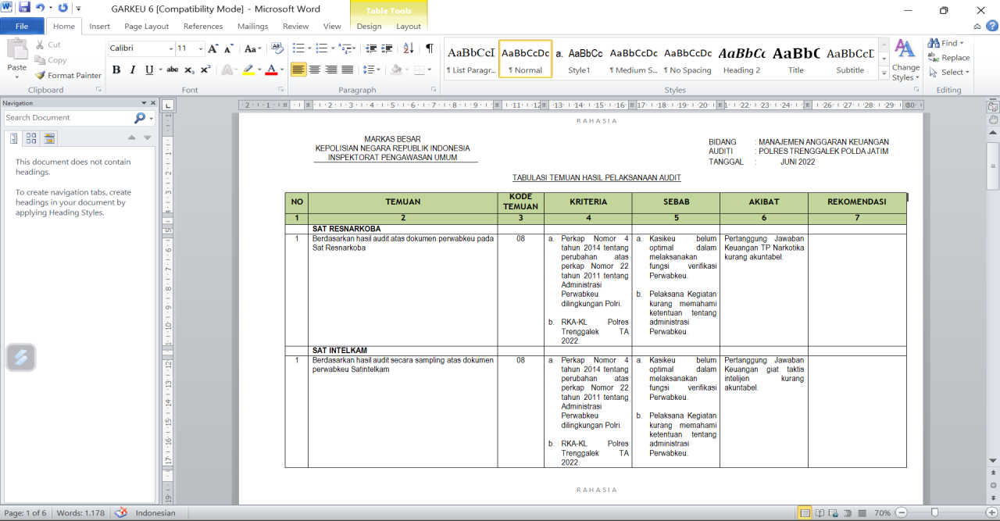 GARKEU 6 [Compatibility Mode] - Microsoft Word
Table Tools
File Home Insert Page Layout References Mailings Review View Design Layout
Paste
Cut
Copy
Format Painter
Clipboard
Calibri 11
Font
Paragraph
AaBbCcI AaBbCcDc a. AaBbCc AaBbCcDc AaBbCcDc AaBbCc AaBbC AaBbCcD
¶ List Paragr... ¶ Normal Style1 ¶ Medium S... ¶ No Spacing Heading 2 Title Subtitle
Change
Styles
Styles
Find
Replace
Select
Editing
Navigation
Search Document
This document does not contain
headings.
To create navigation tabs, create
headings in your document by
applying Heading Styles.
RAHASIA
MARKAS BESAR
KEPOLISIAN NEGARA REPUBLIK INDONESIA
INSPEKTORAT PENGAWASAN UMUM
BIDANG : MANAJEMEN ANGGARAN KEUANGAN
AUDITI : POLRES TRENGGALEK POLDA JATIM
TANGGAL : JUNI 2022
TABULASI TEMUAN HASIL PELAKSANAAN AUDIT
NO TEMUAN KODE TEMUAN KRITERIA SEBAB AKIBAT REKOMENDASI
1 2 3 4 5 6 7
SAT RESNARKOBA
1
Berdasarkan hasil audit atas dokumen perwabkeu pada
Sat Resnarkoba
08
a. Perkap Nomor 4
tahun 2014 tentang
perubahan atas
perkap Nomor 22
tahun 2011 tentang
Administrasi
Perwabkeu
dilingkungan Polri.
b. RKA-KL Polres
Trenggalek TA
2022.
a. Kasikeu belum
optimal dalam
melaksanakan
fungsi verifikasi
Perwabkeu.
b. Pelaksana Kegiatan
kurang memahami
ketentuan tentang
administrasi
Perwabkeu.
Pertanggung Jawaban
Keuangan TP Narkotika
kurang akuntabel.
SAT INTELKAM
1
Berdasarkan hasil audit secara sampling atas dokumen
perwabkeu Satintelkam
08
a. Perkap Nomor 4
tahun 2014 tentang
perubahan atas
perkap Nomor 22
tahun 2011 tentang
Administrasi
Perwabkeu
dilingkungan Polri.
b. RKA-KL Polres
Trenggalek TA
2022.
a. Kasikeu belum
optimal dalam
melaksanakan
fungsi verifikasi
Perwabkeu.
b. Pelaksana Kegiatan
kurang memahami
ketentuan tentang
administrasi
Perwabkeu.
Pertanggung Jawaban
Keuangan giat taktis
intelijen kurang
akuntabel.
RAHASIA
Page: 1 of 6 Words: 1.178 Indonesian 70%